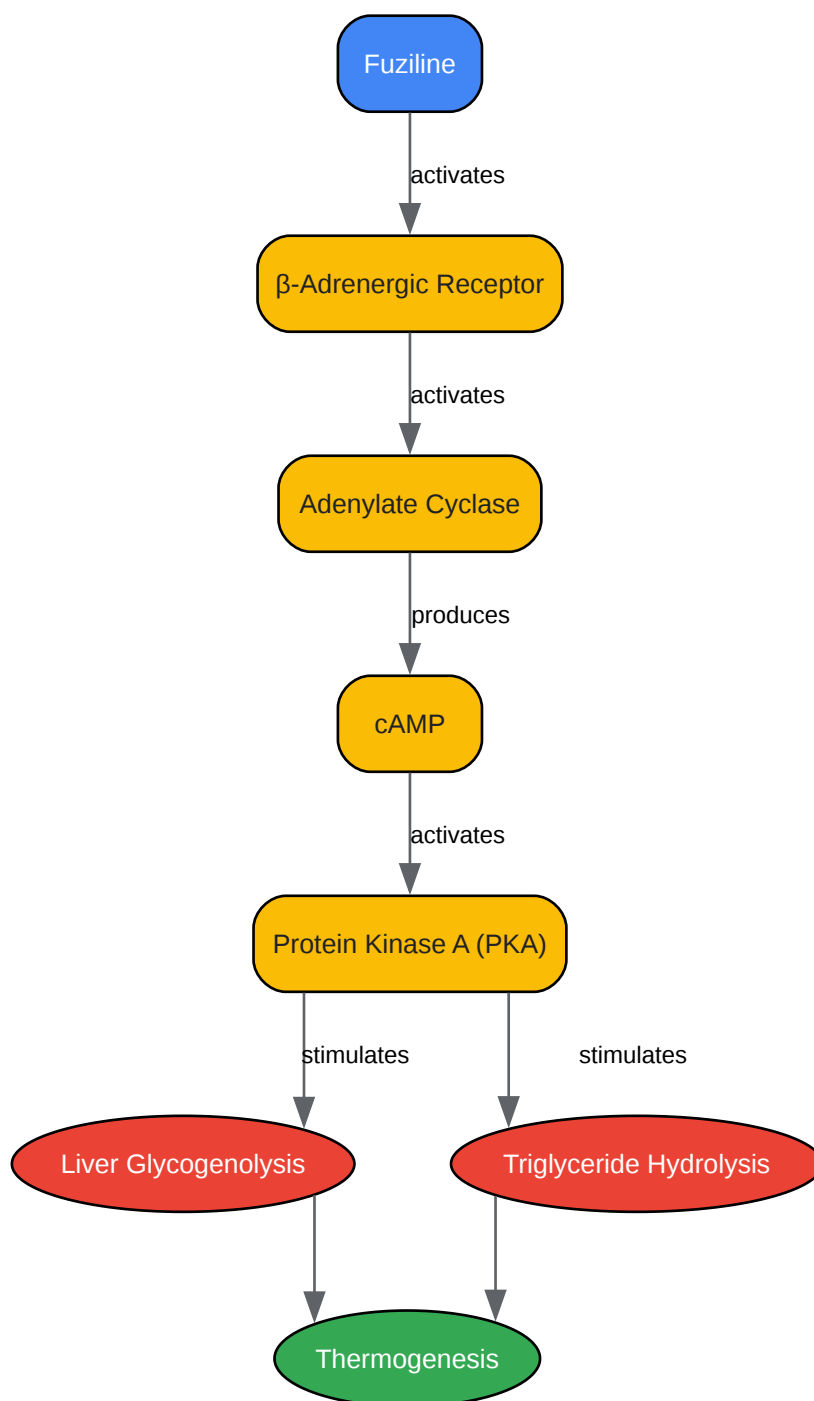 Fuziline
activates
β-Adrenergic Receptor
activates
Adenylate Cyclase
produces
cAMP
activates
Protein Kinase A (PKA)
stimulates
stimulates
Liver Glycogenolysis
Triglyceride Hydrolysis
Thermogenesis